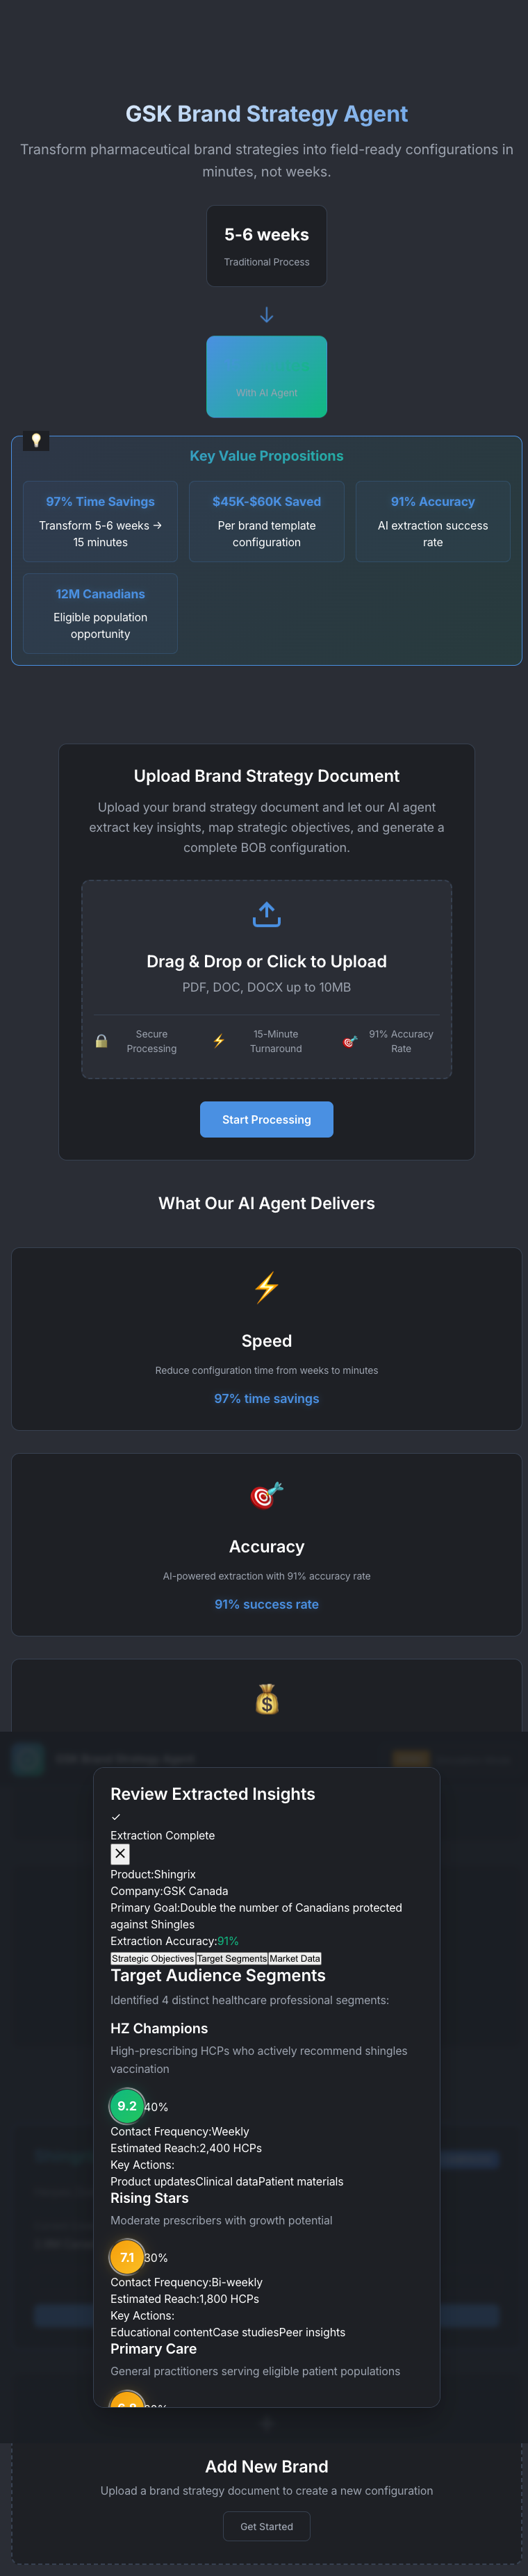 GSK Brand Strategy Agent
Transform pharmaceutical brand strategies into field-ready configurations in
minutes, not weeks.
5-6 weeks
Traditional Process
↓
With AI Agent
Key Value Propositions
97% Time Savings
Transform 5-6 weeks →
15 minutes
$45K-$60K Saved
Per brand template
configuration
91% Accuracy
AI extraction success
rate
12M Canadians
Eligible population
opportunity
Upload Brand Strategy Document
Upload your brand strategy document and let our AI agent
extract key insights, map strategic objectives, and generate a
complete BOB configuration.
Drag & Drop or Click to Upload
PDF, DOC, DOCX up to 10MB
Secure
Processing
15-Minute
Turnaround
91% Accuracy
Rate
Start Processing
What Our AI Agent Delivers
Speed
Reduce configuration time from weeks to minutes
97% time savings
Accuracy
AI-powered extraction with 91% accuracy rate
91% success rate
Review Extracted Insights
✓
Extraction Complete
Product:Shingrix
Company:GSK Canada
Primary Goal:Double the number of Canadians protected
against Shingles
Extraction Accuracy:91%
Strategic Objectives Target Segments Market Data
Target Audience Segments
Identified 4 distinct healthcare professional segments:
HZ Champions
High-prescribing HCPs who actively recommend shingles
vaccination
9.2 40%
Contact Frequency:Weekly
Estimated Reach:2,400 HCPs
Key Actions:
Product updatesClinical dataPatient materials
Rising Stars
Moderate prescribers with growth potential
7.1 30%
Contact Frequency:Bi-weekly
Estimated Reach:1,800 HCPs
Key Actions:
Educational contentCase studiesPeer insights
Primary Care
General practitioners serving eligible patient populations
Add New Brand
Upload a brand strategy document to create a new configuration
Get Started